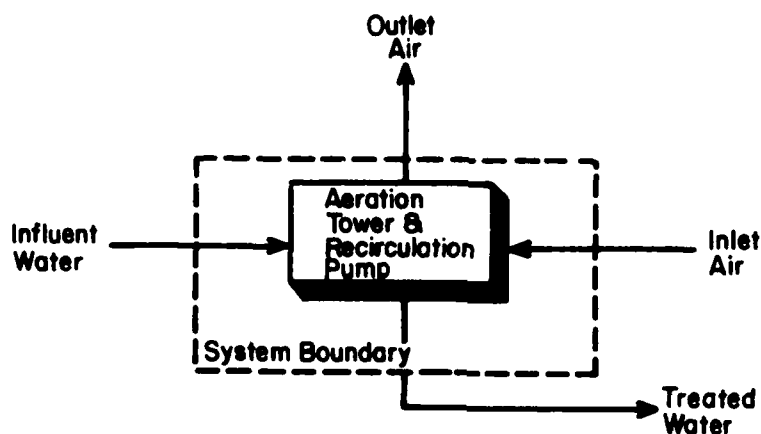 Outlet
Air
Aeration
Tower &
Recirculation
Pump
Influent
Water
Inlet
Air
System Boundary
Treated
Water